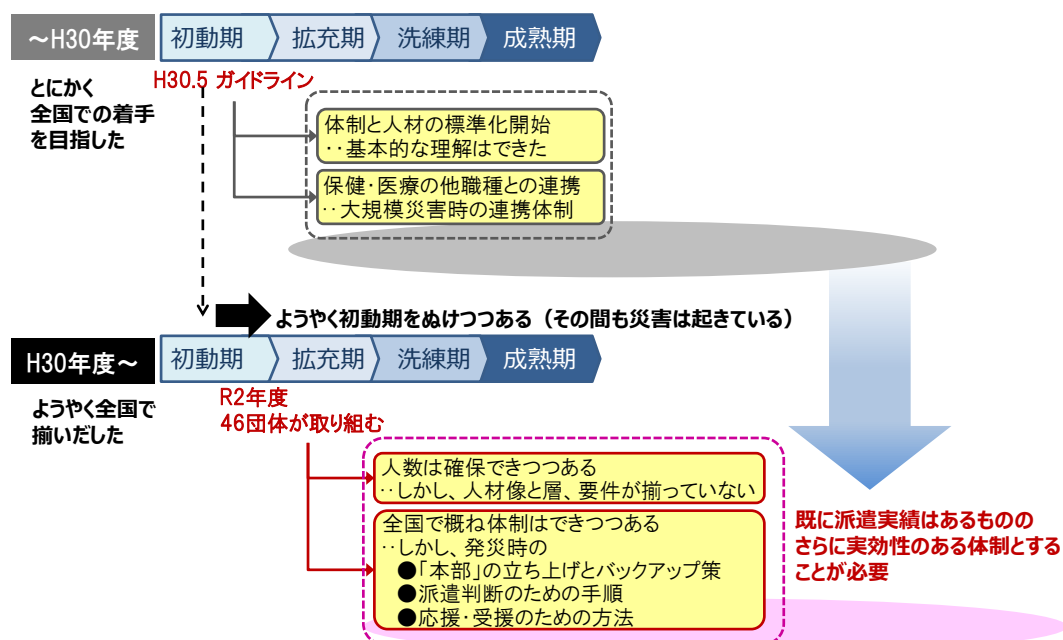 ～H30年度
初動期
拡充期
洗練期
成熟期
とにかく
全国での着手
を目指した
H30.5 ガイドライン
体制と人材の標準化開始
‥基本的な理解はできた
保健・医療の他職種との連携
‥大規模災害時の連携体制
ようやく初動期をぬけつつある（その間も災害は起きている）
H30年度～
初動期
拡充期
洗練期
成熟期
ようやく全国で
揃いだした
R2年度
46団体が取り組む
人数は確保できつつある
‥しかし、人材像と層、要件が揃っていない
全国で概ね体制はできつつある
‥しかし、発災時の
●「本部」の立ち上げとバックアップ策
●派遣判断のための手順
●応援・受援のための方法
既に派遣実績はあるものの
さらに実効性のある体制とする
ことが必要